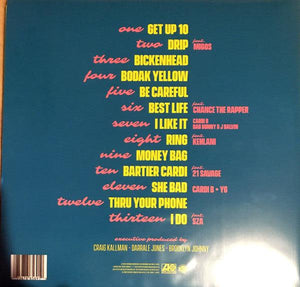 one GET UP 10
two DRIP feat. MIGOS
three BICKENHEAD
four BODAK YELLOW
five BE CAREFUL
six BEST LIFE feat. CHANCE THE RAPPER
seven I LIKE IT CARDI B BAD BUNNY & J BALVIN
eight RING feat. KEHLANI
nine MONEY BAG
ten BARTIER CARDI feat. 21 SAVAGE
eleven SHE BAD CARDI B + YG
twelve THRU YOUR PHONE
thirteen I DO feat. SZA
executive produced by
CRAIG KALLMAN - DARRALE JONES - BROOKLYN JOHNNY